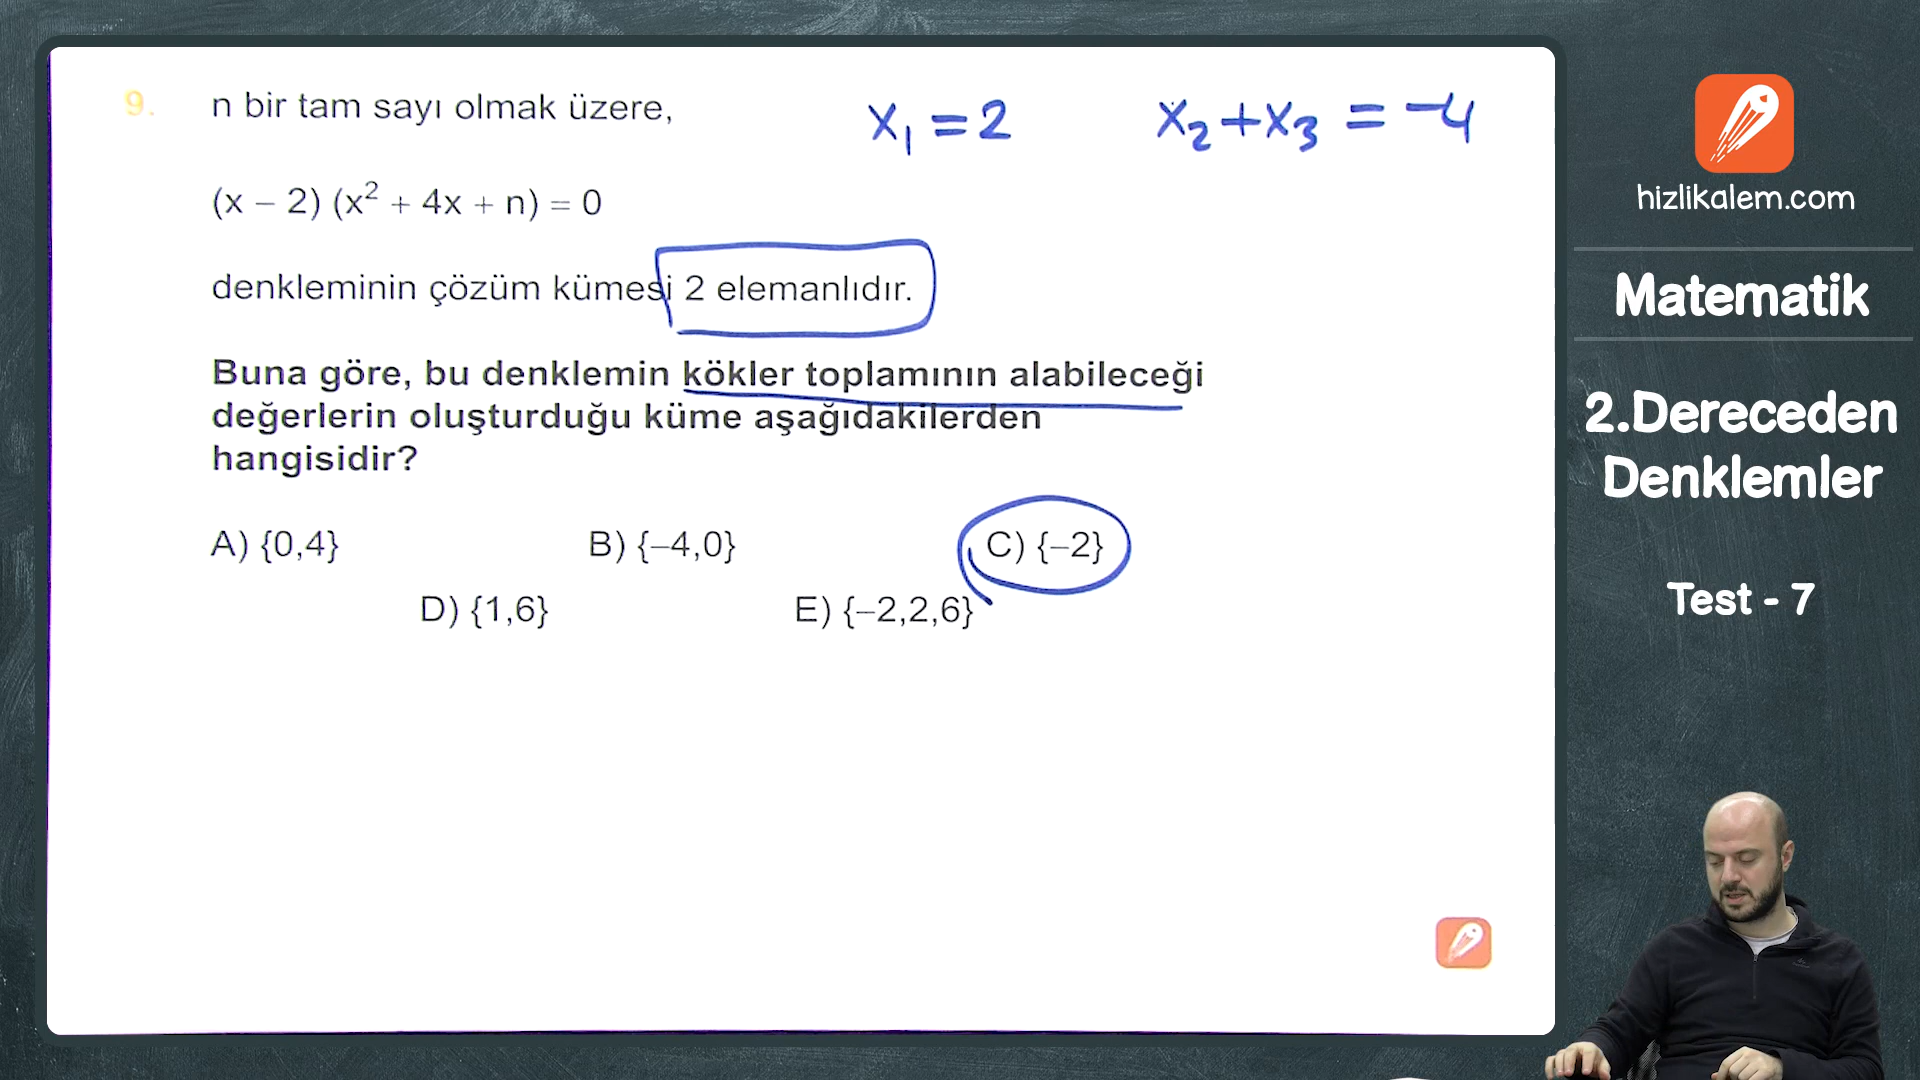 9. n bir tam sayı olmak üzere,
x₁ = 2
x₂ + x₃ = -4
(x – 2) (x² + 4x + n) = 0
denkleminin çözüm kümesi 2 elemanlıdır.
Buna göre, bu denklemin kökler toplamının alabileceği
değerlerin oluşturduğu küme aşağıdakilerden
hangisidir?
A) {0,4} B) {–4,0} C) {–2}
D) {1,6} E) {–2,2,6}
hizlikalem.com
Matematik
2.Dereceden
Denklemler
Test - 7